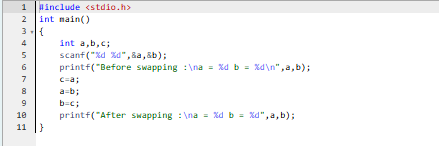 1 #include <stdio.h>
2 int main()
3 {
4 int a,b,c;
5 scanf("%d %d",&a,&b);
6 printf("Before swapping :\na = %d b = %d\n",a,b);
7 c=a;
8 a=b;
9 b=c;
10 printf("After swapping :\na = %d b = %d",a,b);
11 }